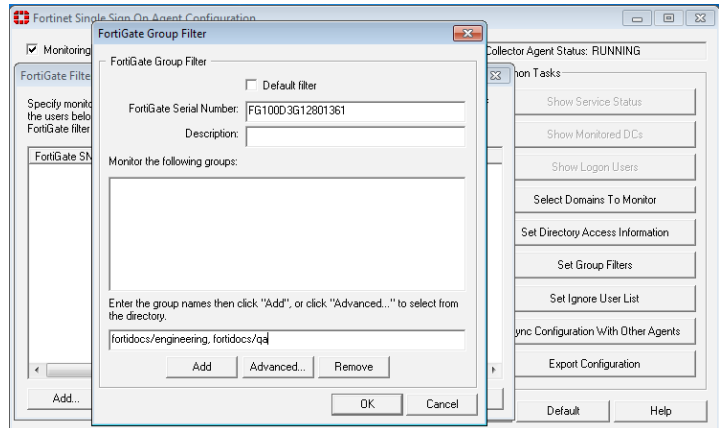 Fortinet Single Sign On Agent Configuration
FortiGate Group Filter
Monitoring
Collector Agent Status: RUNNING
FortiGate Filte
FortiGate Group Filter
Default filter
FortiGate Serial Number: FG100D3G12801361
Description:
Monitor the following groups:
Specify monito
the users belo
FortiGate filter
FortiGate SN
Enter the group names then click "Add", or click "Advanced..." to select from
the directory.
fortidocs/engineering, fortidocs/qa
Add
Advanced...
Remove
OK
Cancel
Add...
non Tasks
Show Service Status
Show Monitored DCs
Show Logon Users
Select Domains To Monitor
Set Directory Access Information
Set Group Filters
Set Ignore User List
ync Configuration With Other Agents
Export Configuration
Default
Help